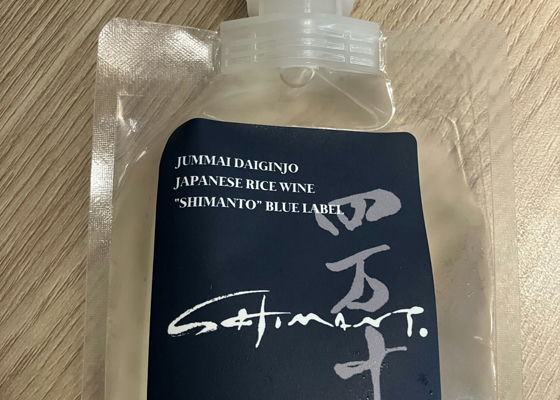 JUMMAI DAIGINJO
JAPANESE RICE WINE
"SHIMANTO" BLUE LABEL
四万十
SHIMANTO.